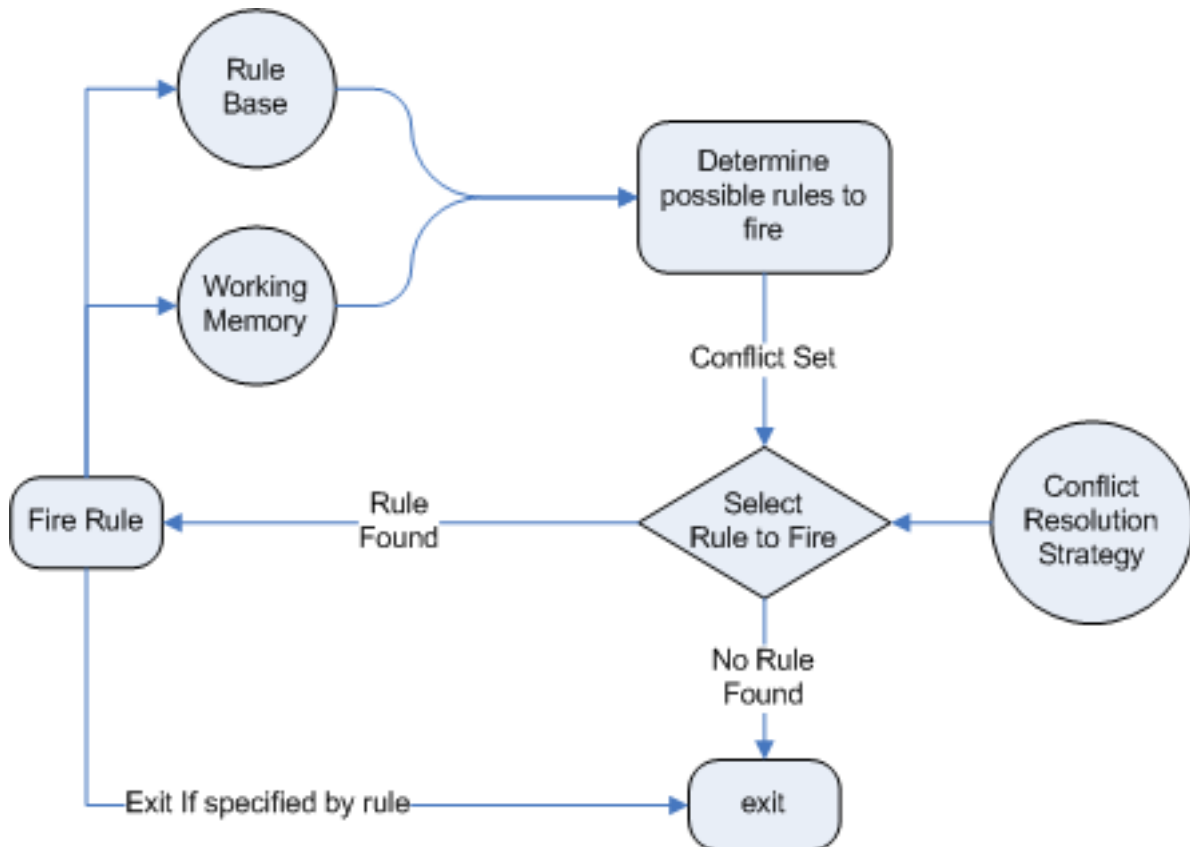 Rule
Base
Determine
possible rules to
fire
Working
Memory
Conflict Set
Conflict
Resolution
Strategy
Select
Rule to Fire
Rule
Found
Fire Rule
No Rule
Found
Exit If specified by rule
exit